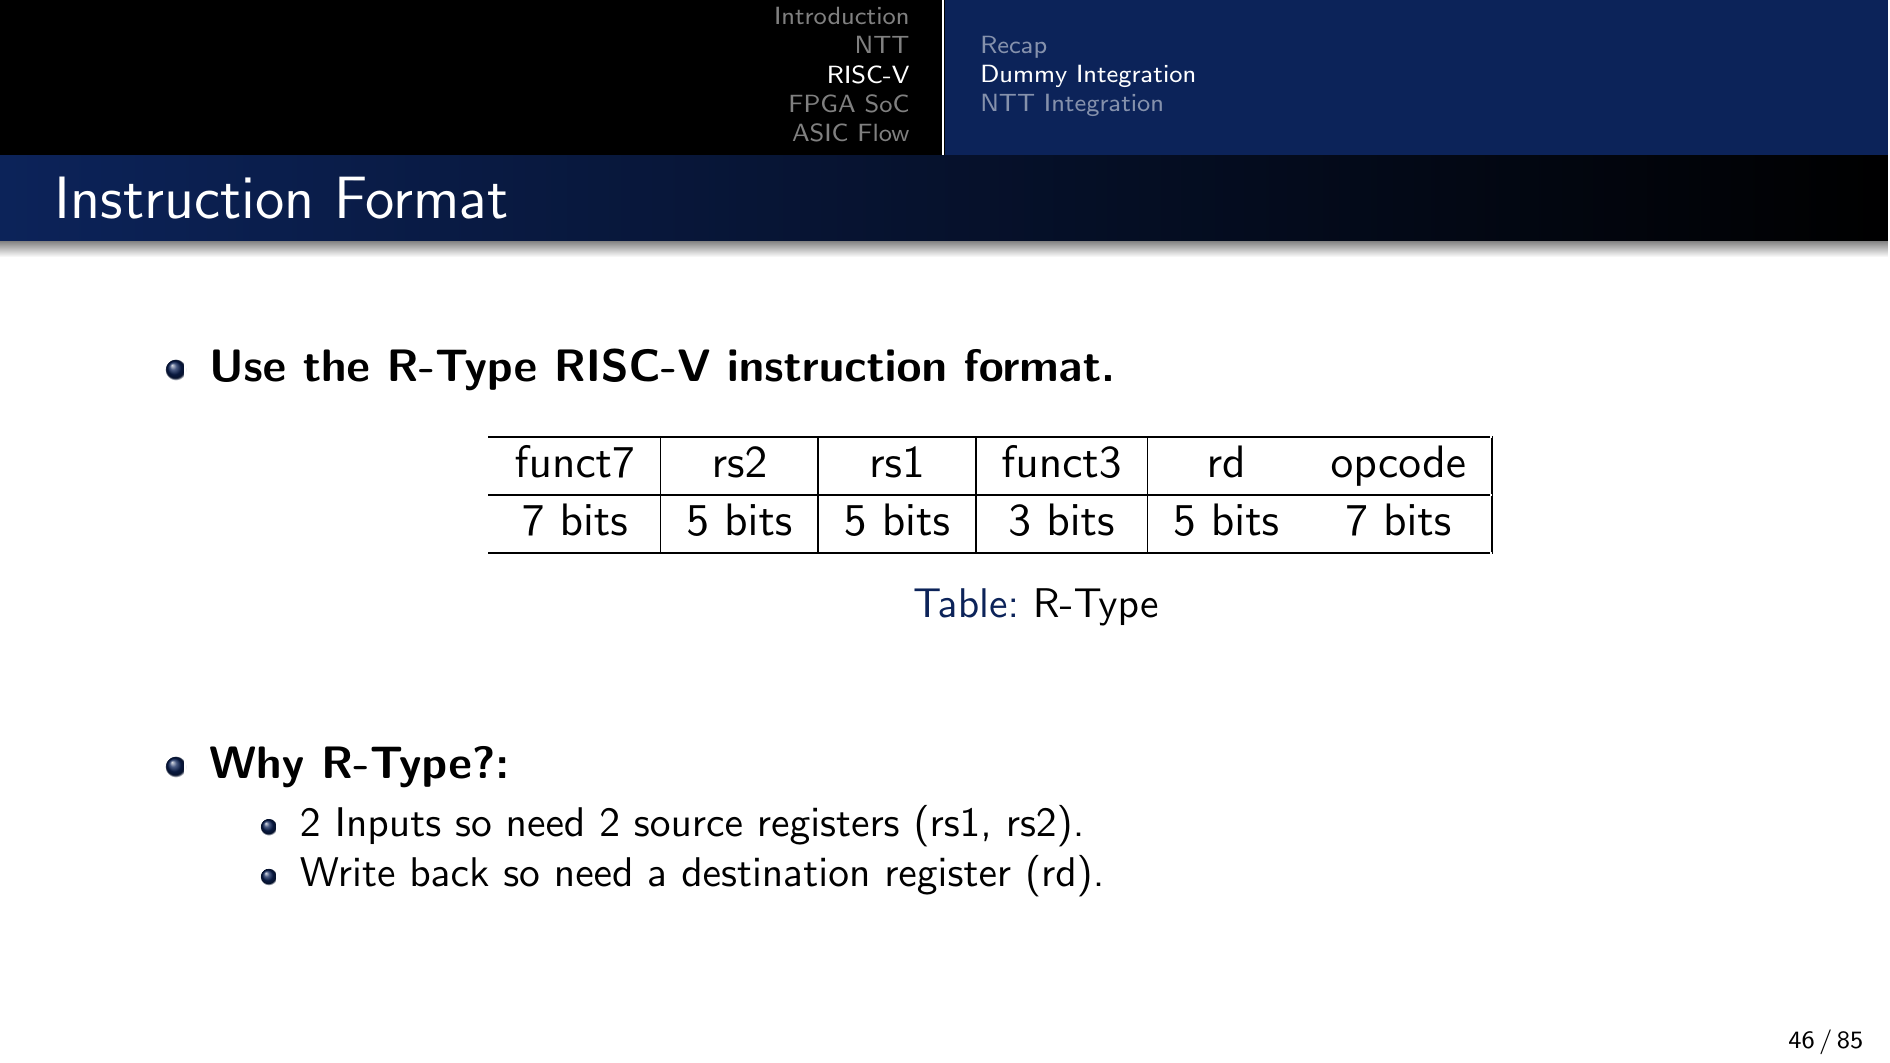 Introduction
NTT
RISC-V
FPGA SoC
ASIC Flow
Recap
Dummy Integration
NTT Integration
Instruction Format
Use the R-Type RISC-V instruction format.
funct7 rs2 rs1 funct3 rd opcode
7 bits 5 bits 5 bits 3 bits 5 bits 7 bits
Table: R-Type
Why R-Type?:
2 Inputs so need 2 source registers (rs1, rs2).
Write back so need a destination register (rd).
46 / 85